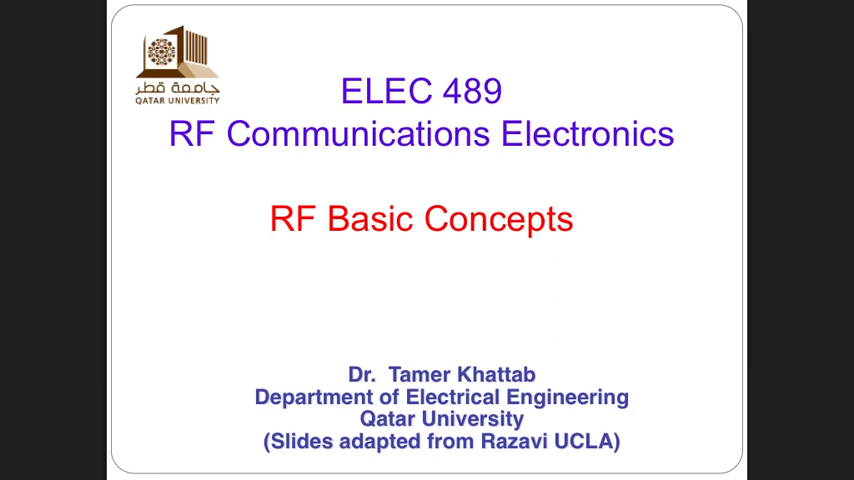 جامعة قطر
QATAR UNIVERSITY
ELEC 489
RF Communications Electronics
RF Basic Concepts
Dr. Tamer Khattab
Department of Electrical Engineering
Qatar University
(Slides adapted from Razavi UCLA)